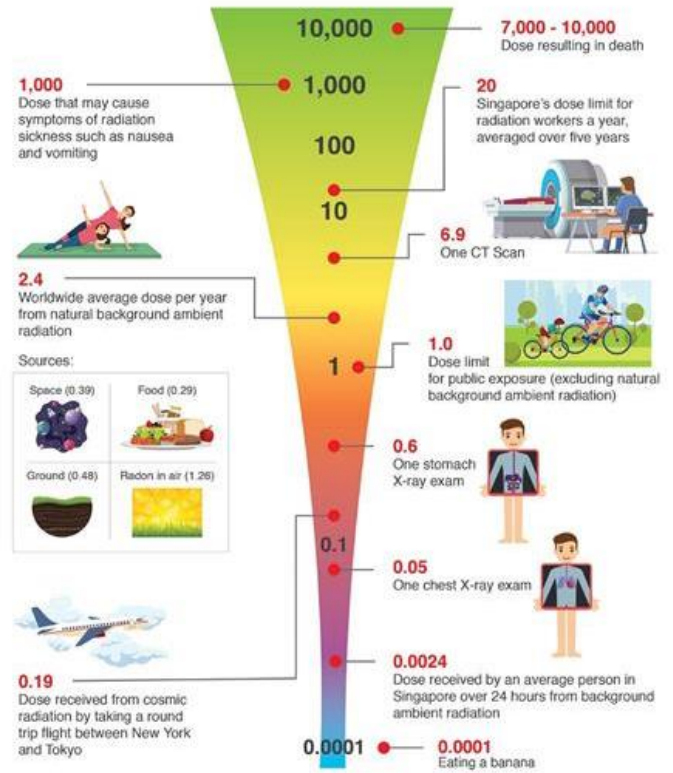 10,000
7,000 - 10,000
Dose resulting in death
1,000
Dose that may cause
symptoms of radiation
sickness such as nausea
and vomiting
1,000
20
Singapore's dose limit for
radiation workers a year,
averaged over five years
100
10
6.9
One CT Scan
2.4
Worldwide average dose per year
from natural background ambient
radiation
1.0
Dose limit
for public exposure (excluding natural
background ambient radiation)
1
Sources:
Space (0.39)
Food (0.29)
Ground (0.48)
Radon in air (1.26)
0.6
One stomach
X-ray exam
0.1
0.05
One chest X-ray exam
0.19
Dose received from cosmic
radiation by taking a round
trip flight between New York
and Tokyo
0.0024
Dose received by an average person in
Singapore over 24 hours from background
ambient radiation
0.0001
0.0001
Eating a banana